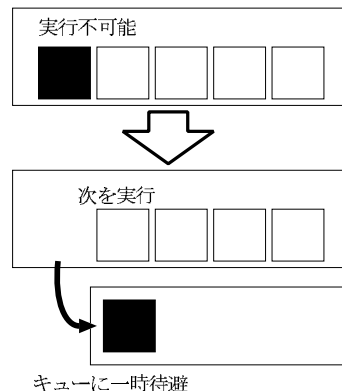 実行不可能
次を実行
キューに一時待避